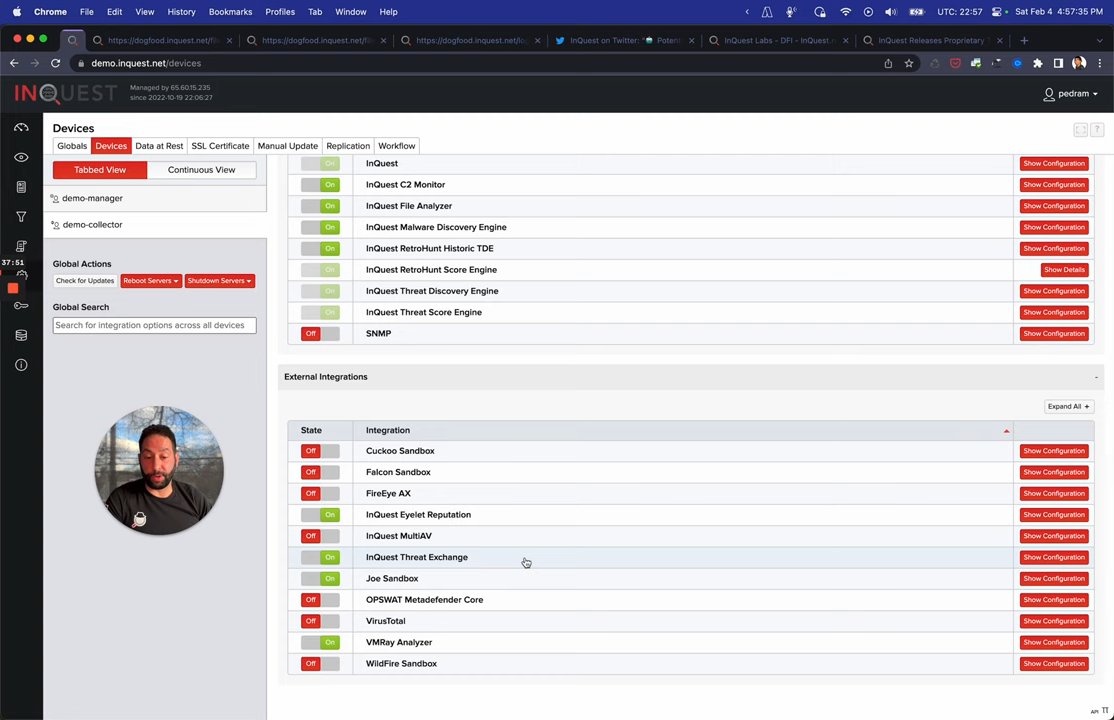 Chrome File Edit View History Bookmarks Profiles Tab Window Help UTC: 22:57 Sat Feb 4 4:57:35 PM
https://dogfood.inquest.net/fil https://dogfood.inquest.net/fil https://dogfood.inquest.net/lo InQuest on Twitter: " Potent InQuest Labs - DFI - InQuest.n InQuest Releases Proprietary T
demo.inquest.net/devices
INQUEST
Managed by 65.60.15.235
since 2022-10-19 22:06:27
pedram
Devices
?
Globals Devices Data at Rest SSL Certificate Manual Update Replication Workflow
Tabbed View Continuous View
demo-manager
demo-collector
Global Actions
Check for Updates Reboot Servers Shutdown Servers
Global Search
Search for integration options across all devices
37:51
On InQuest Show Configuration
On InQuest C2 Monitor Show Configuration
On InQuest File Analyzer Show Configuration
On InQuest Malware Discovery Engine Show Configuration
On InQuest RetroHunt Historic TDE Show Configuration
On InQuest RetroHunt Score Engine Show Details
On InQuest Threat Discovery Engine Show Configuration
On InQuest Threat Score Engine Show Configuration
Off SNMP Show Configuration
External Integrations -
Expand All +
State Integration
Off Cuckoo Sandbox Show Configuration
Off Falcon Sandbox Show Configuration
Off FireEye AX Show Configuration
On InQuest Eyelet Reputation Show Configuration
Off InQuest MultiAV Show Configuration
On InQuest Threat Exchange Show Configuration
On Joe Sandbox Show Configuration
Off OPSWAT Metadefender Core Show Configuration
Off VirusTotal Show Configuration
On VMRay Analyzer Show Configuration
Off WildFire Sandbox Show Configuration
API